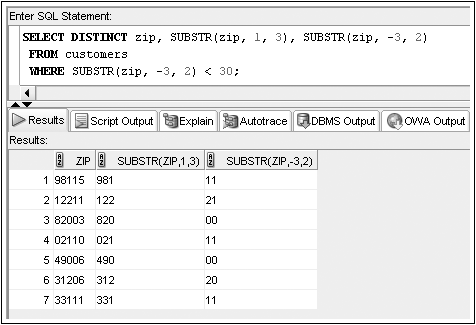 Enter SQL Statement:
SELECT DISTINCT zip, SUBSTR(zip, 1, 3), SUBSTR(zip, -3, 2)
FROM customers
WHERE SUBSTR(zip, -3, 2) < 30;
Results Script Output Explain Autotrace DBMS Output OWA Output
Results:
ZIP SUBSTR(ZIP,1,3) SUBSTR(ZIP,-3,2)
1 98115 981 11
2 12211 122 21
3 82003 820 00
4 02110 021 11
5 49006 490 00
6 31206 312 20
7 33111 331 11